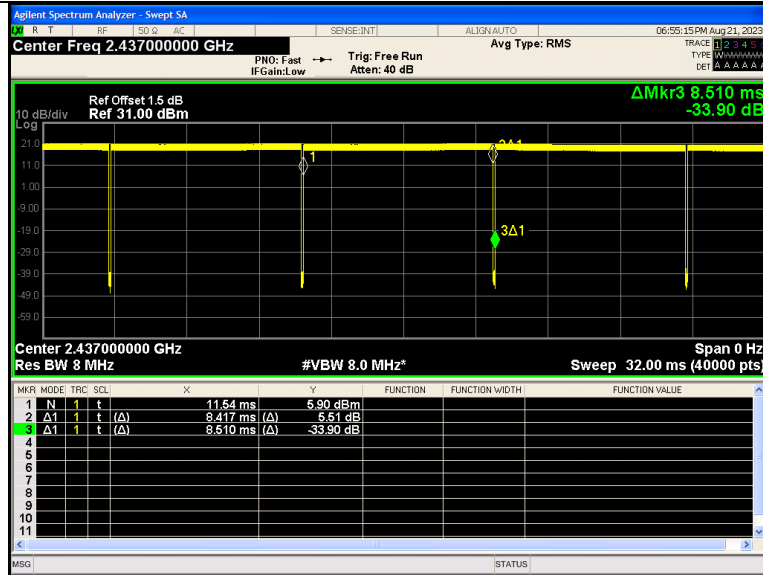 Agilent Spectrum Analyzer - Swept SA
R T RF 50 Ω AC SENSE:INT ALIGN AUTO 06:55:15 PM Aug 21, 2023
Center Freq 2.437000000 GHz Avg Type: RMS TRACE 1 2 3 4 5
PNO: Fast Trig: Free Run TYPE
IFGain:Low Atten: 40 dB DET A A A A A
ΔMkr3 8.510 ms
Ref Offset 1.5 dB
10 dB/div Ref 31.00 dBm -33.90 dB
Log
21.0
11.0
1.00
-9.00
-19.0
-29.0
-39.0
-49.0
-59.0
1
2Δ1
3Δ1
Center 2.437000000 GHz Span 0 Hz
Res BW 8 MHz #VBW 8.0 MHz* Sweep 32.00 ms (40000 pts)
MKR MODE TRC SCL X Y FUNCTION FUNCTION WIDTH FUNCTION VALUE
1 N 1 t 11.54 ms 5.90 dBm
2 Δ1 1 t (Δ) 8.417 ms (Δ) 5.51 dB
3 Δ1 1 t (Δ) 8.510 ms (Δ) -33.90 dB
4
5
6
7
8
9
10
11
MSG STATUS